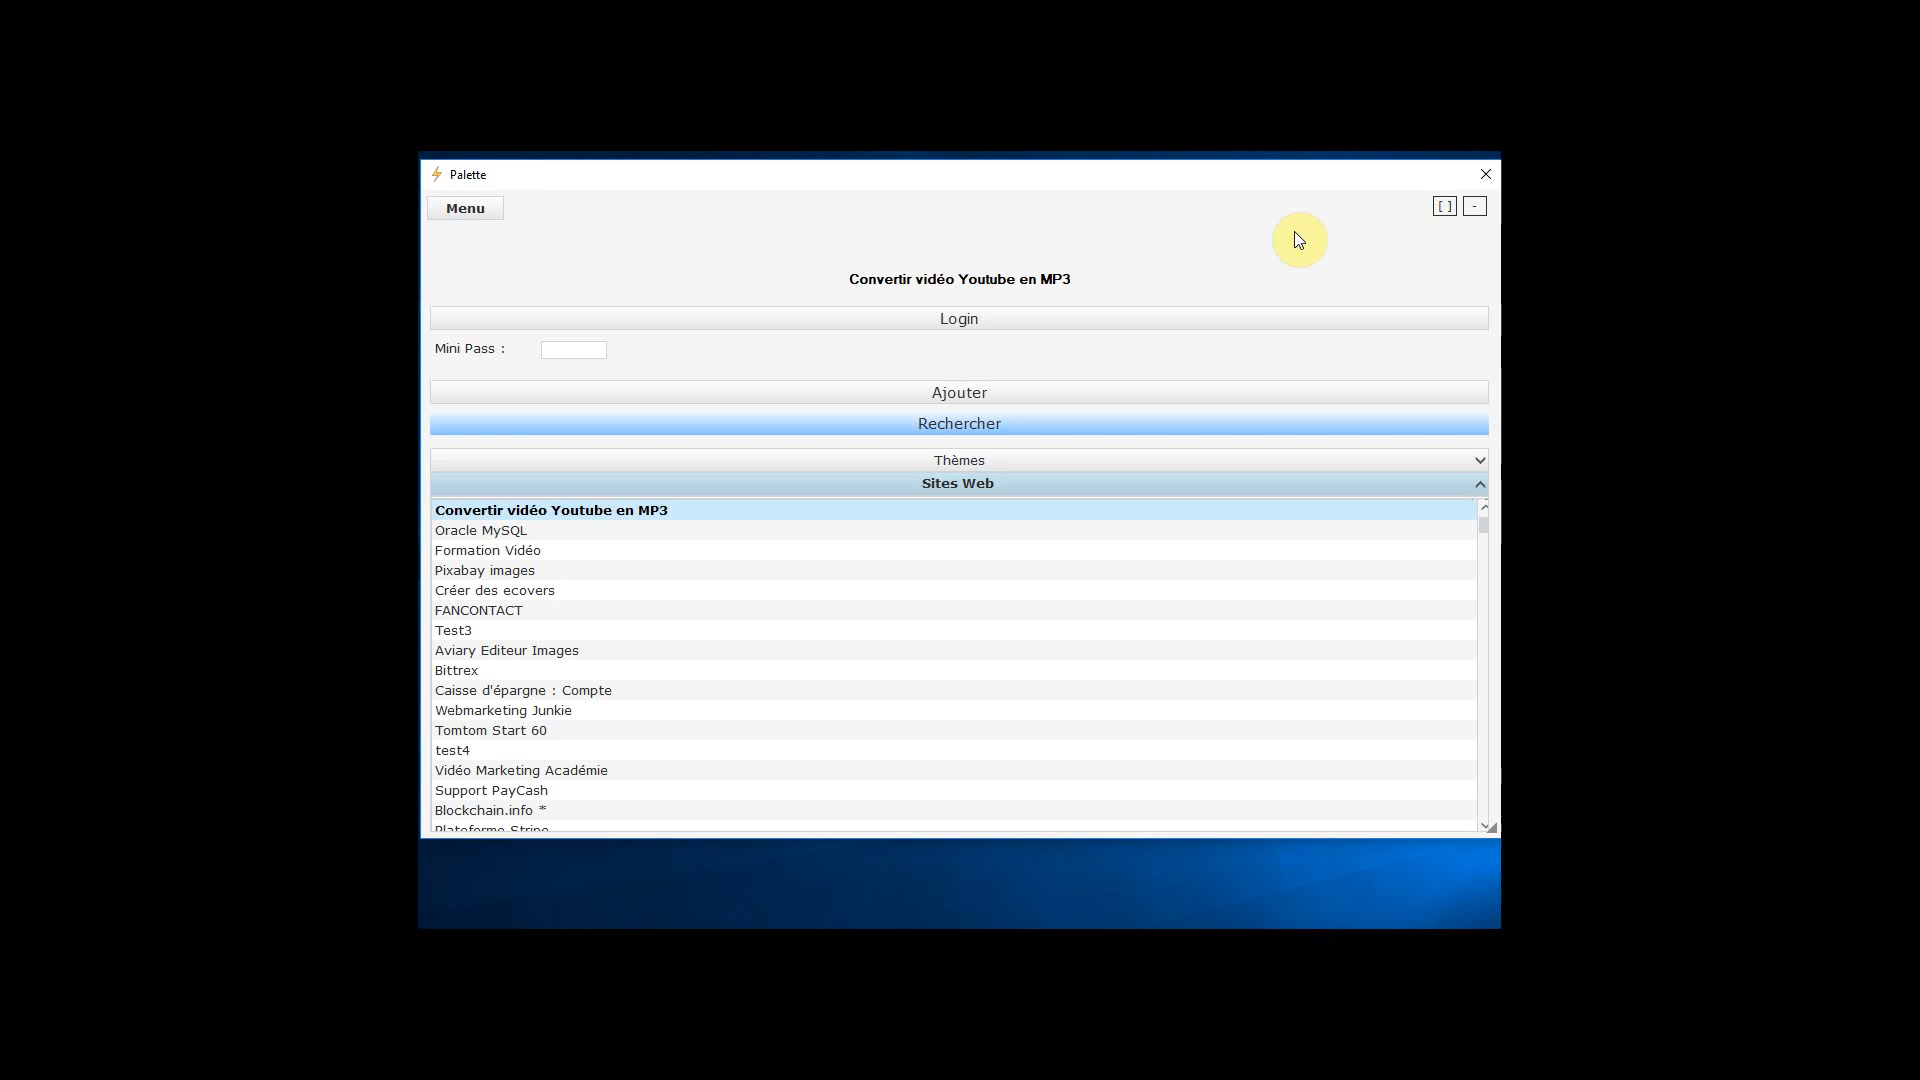 Palette
Menu
[ ] -
Convertir vidéo Youtube en MP3
Login
Mini Pass :
Ajouter
Rechercher
Thèmes
Sites Web
Convertir vidéo Youtube en MP3
Oracle MySQL
Formation Vidéo
Pixabay images
Créer des ecovers
FANCONTACT
Test3
Aviary Editeur Images
Bittrex
Caisse d'épargne : Compte
Webmarketing Junkie
Tomtom Start 60
test4
Vidéo Marketing Académie
Support PayCash
Blockchain.info *
Plateforme Stripe